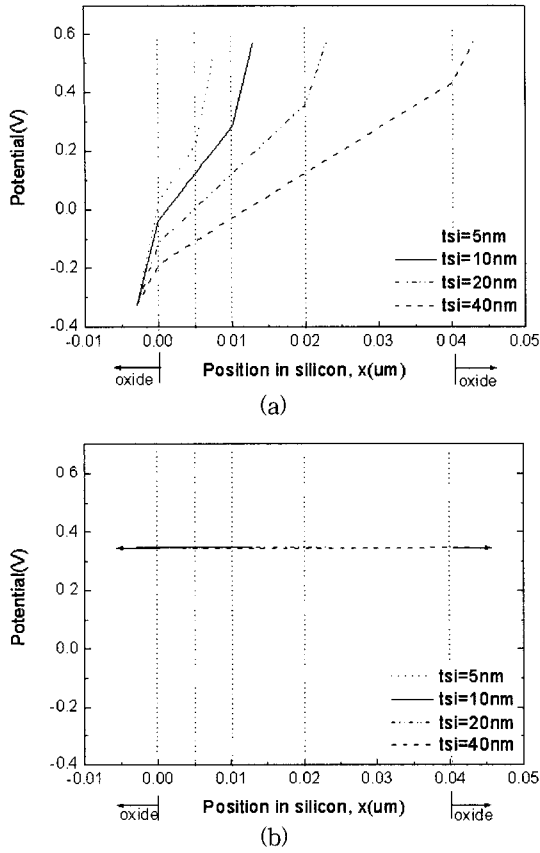 0.6
0.4
0.2
0.0
-0.2
-0.4
Potential(V)
tsi=5nm
tsi=10nm
tsi=20nm
tsi=40nm
-0.01 0.00 0.01 0.02 0.03 0.04 0.05
oxide Position in silicon, x(um) oxide
(a)
0.6
0.4
0.2
0.0
-0.2
-0.4
Potential(V)
tsi=5nm
tsi=10nm
tsi=20nm
tsi=40nm
-0.01 0.00 0.01 0.02 0.03 0.04 0.05
oxide Position in silicon, x(um) oxide
(b)